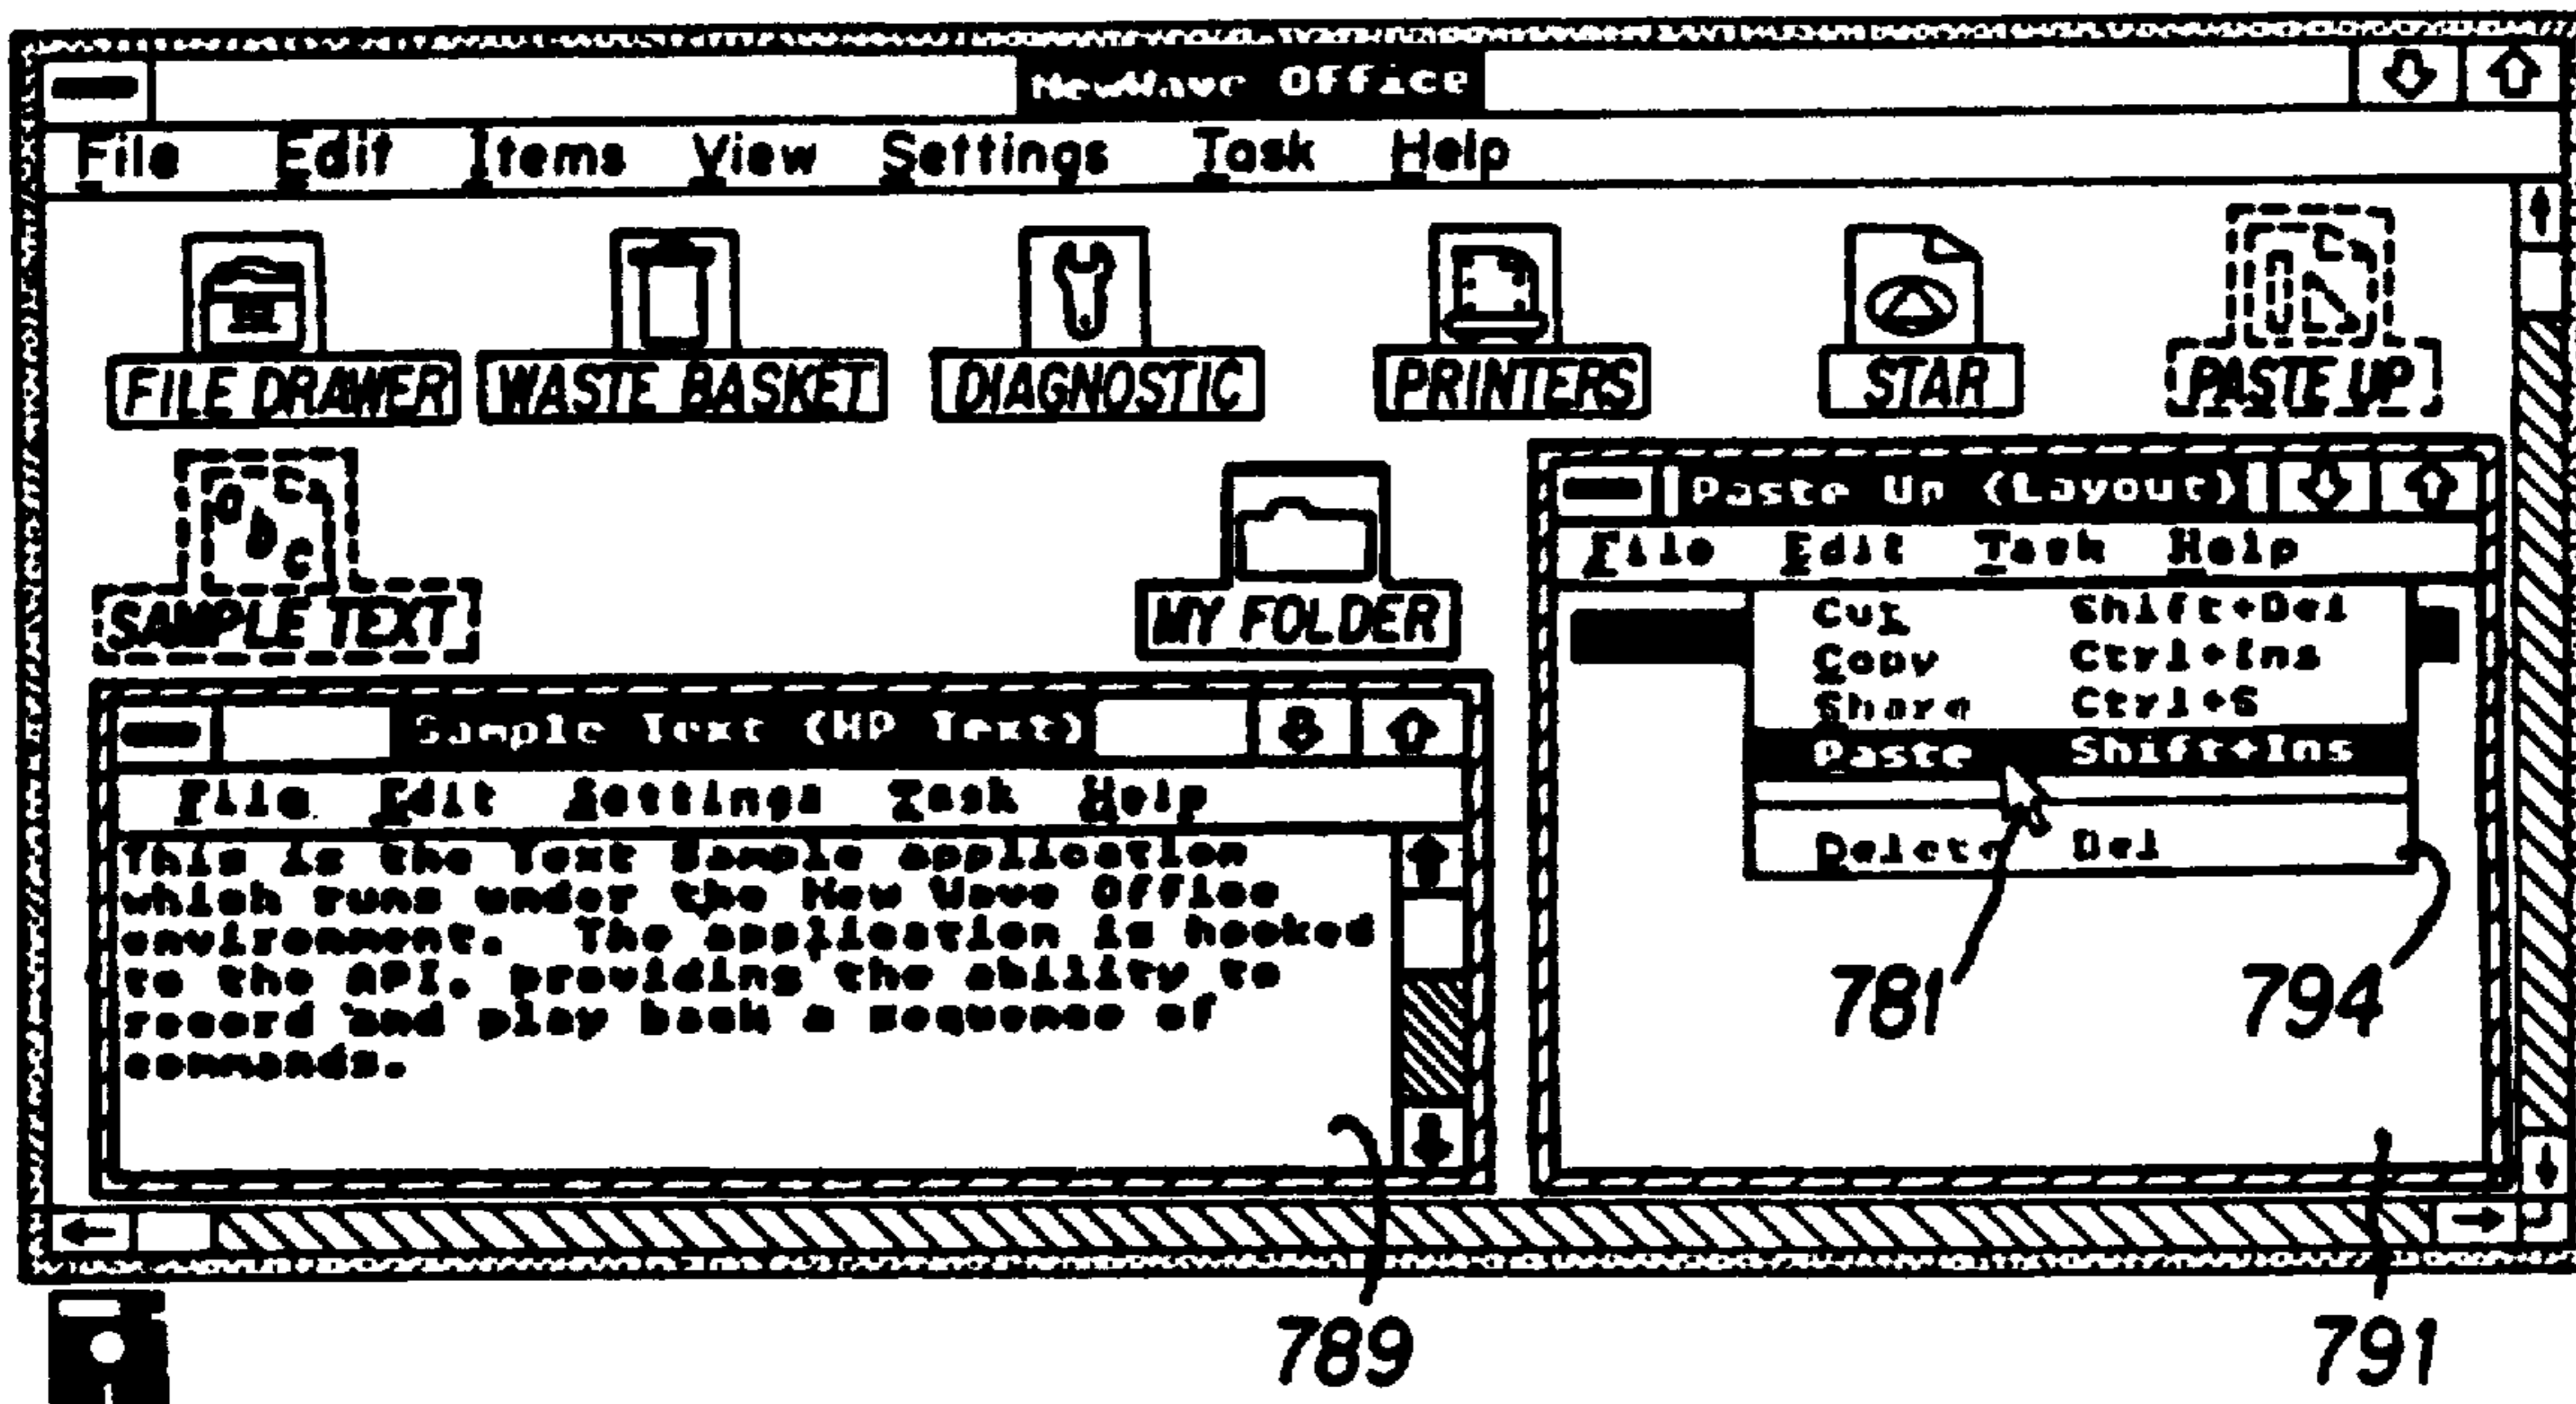 NewWave Office
File Edit Items View Settings Task Help
FILE DRAWER WASTE BASKET DIAGNOSTIC PRINTERS STAR PASTE UP
SAMPLE TEXT MY FOLDER
Paste Up (Layout)
File Edit Task Help
Cut Shift+Del
Copy Ctrl+Ins
Share Ctrl+S
Paste Shift+Ins
Delete Del
781 794
Sample Text (HP Text)
File Edit Settings Task Help
This is the Text Sample application
which runs under the New Wave Office
environment. The application is hooked
to the API, providing the ability to
record and play back a sequence of
commands.
789 791